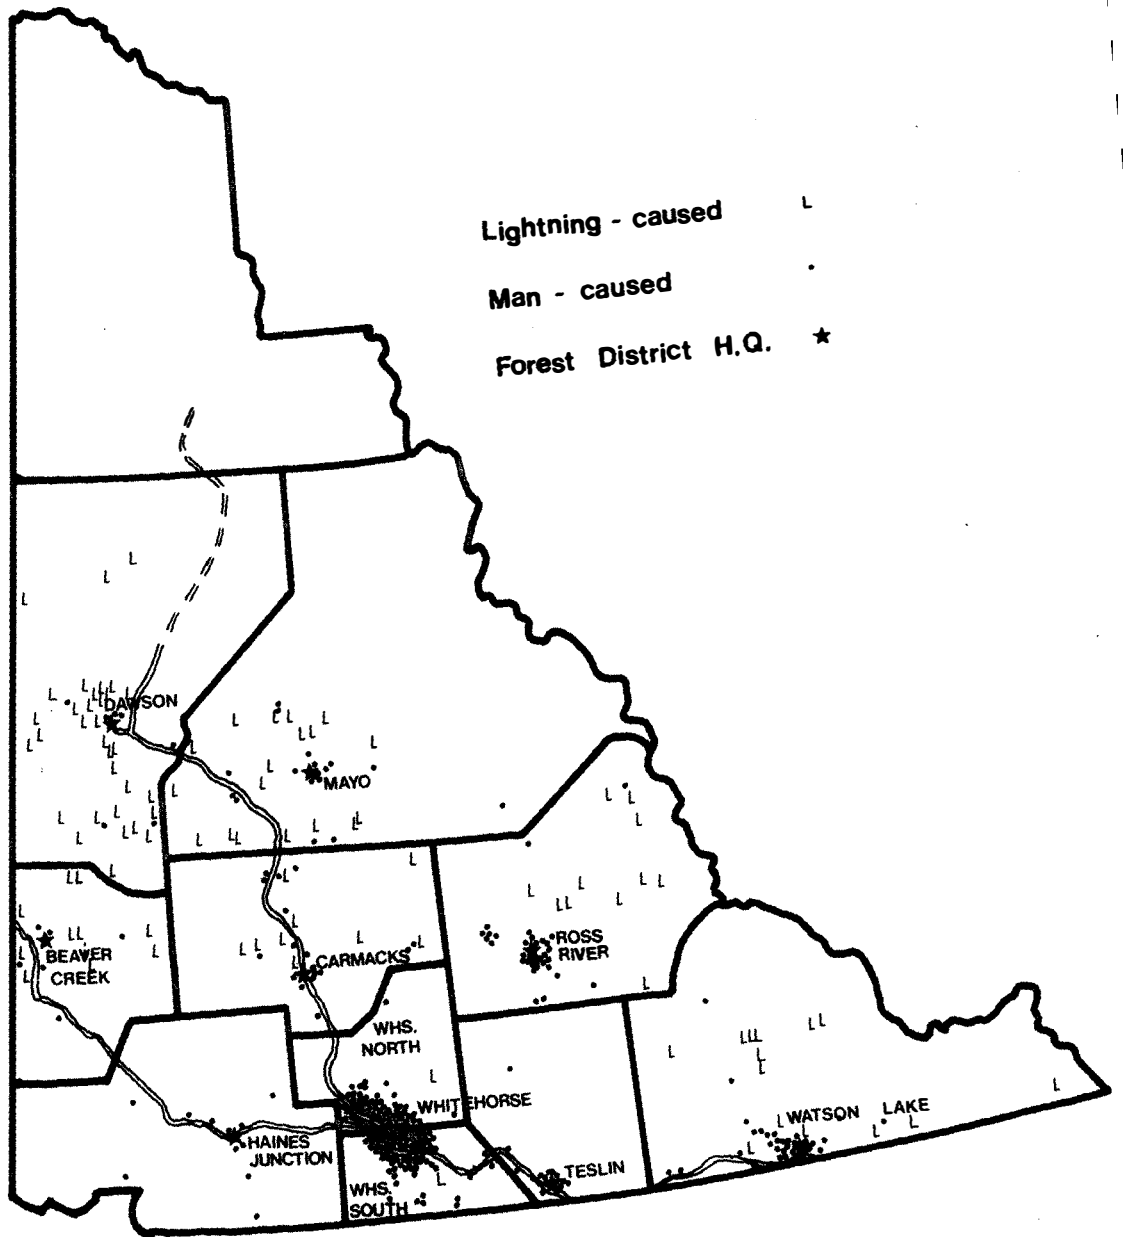 Lightning - caused L
Man - caused .
Forest District H.Q. ★
DAWSON
MAYO
ROSS
RIVER
BEAVER
CREEK
CARMACKS
WHS.
NORTH
WHITEHORSE
HAINES
JUNCTION
WATSON LAKE
TESLIN
WHS.
SOUTH